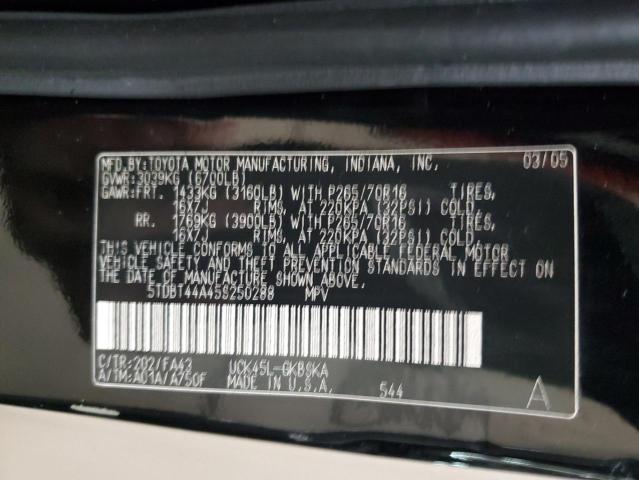 MFD.BY:TOYOTA MOTOR MANUFACTURING, INDIANA, INC. 03/05
GVWR:3039KG (6700LB)
GAWR:FRT. 1433KG (3160LB) WITH P265/70R16 TIRES,
16X7J RIMS, AT 220KPA (32PSI) COLD.
RR. 1769KG (3900LB) WITH P265/70R16 TIRES,
16X7J RIMS, AT 220KPA (32PSI) COLD.
THIS VEHICLE CONFORMS TO ALL APPLICABLE FEDERAL MOTOR
VEHICLE SAFETY AND THEFT PREVENTION STANDARDS IN EFFECT ON
THE DATE OF MANUFACTURE SHOWN ABOVE.
5TDBT44A45S250288 MPV
C/TR:202/FA43 UCK45L-GKBSKA
A/TM:A01A/A750F MADE IN U.S.A. 544
A